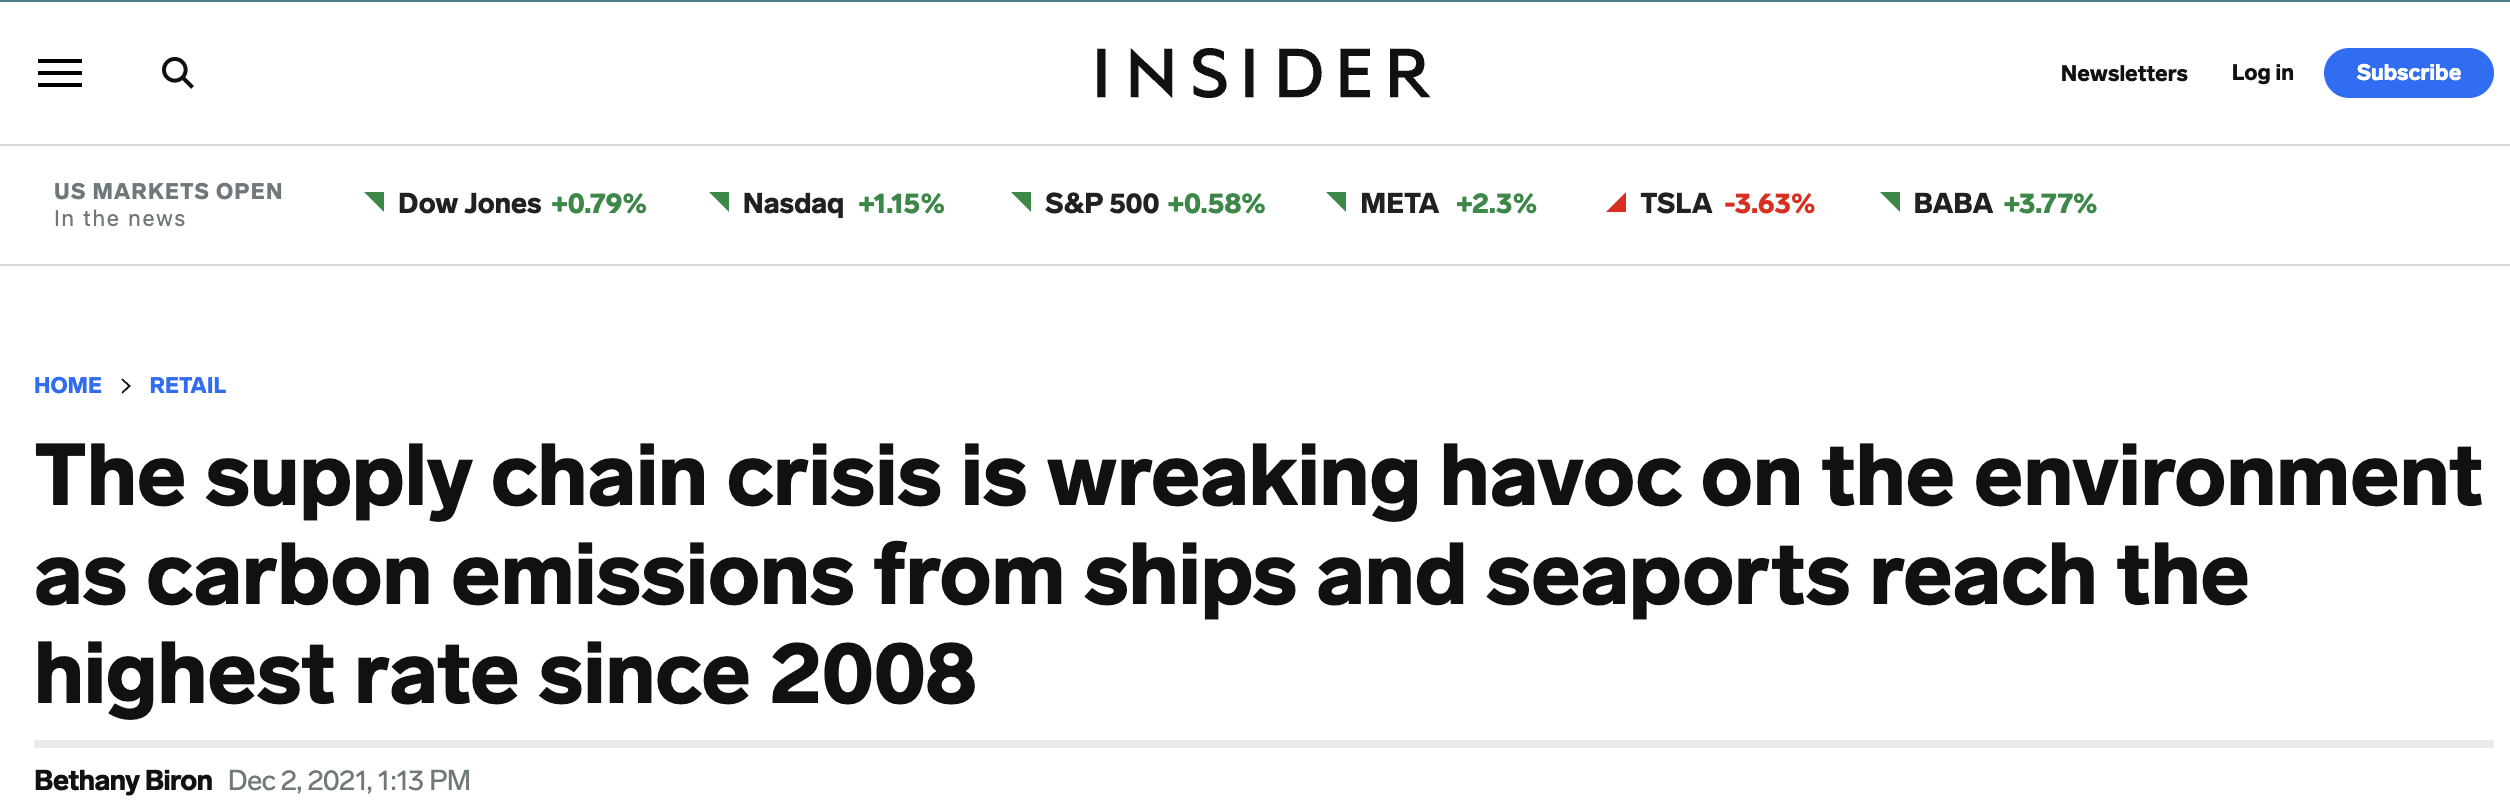 INSIDER
Newsletters Log in Subscribe
US MARKETS OPEN
In the news
Dow Jones +0.79% Nasdaq +1.15% S&P 500 +0.58% META +2.3% TSLA -3.63% BABA +3.77%
HOME > RETAIL
The supply chain crisis is wreaking havoc on the environment
as carbon emissions from ships and seaports reach the
highest rate since 2008
Bethany Biron Dec 2, 2021, 1:13 PM